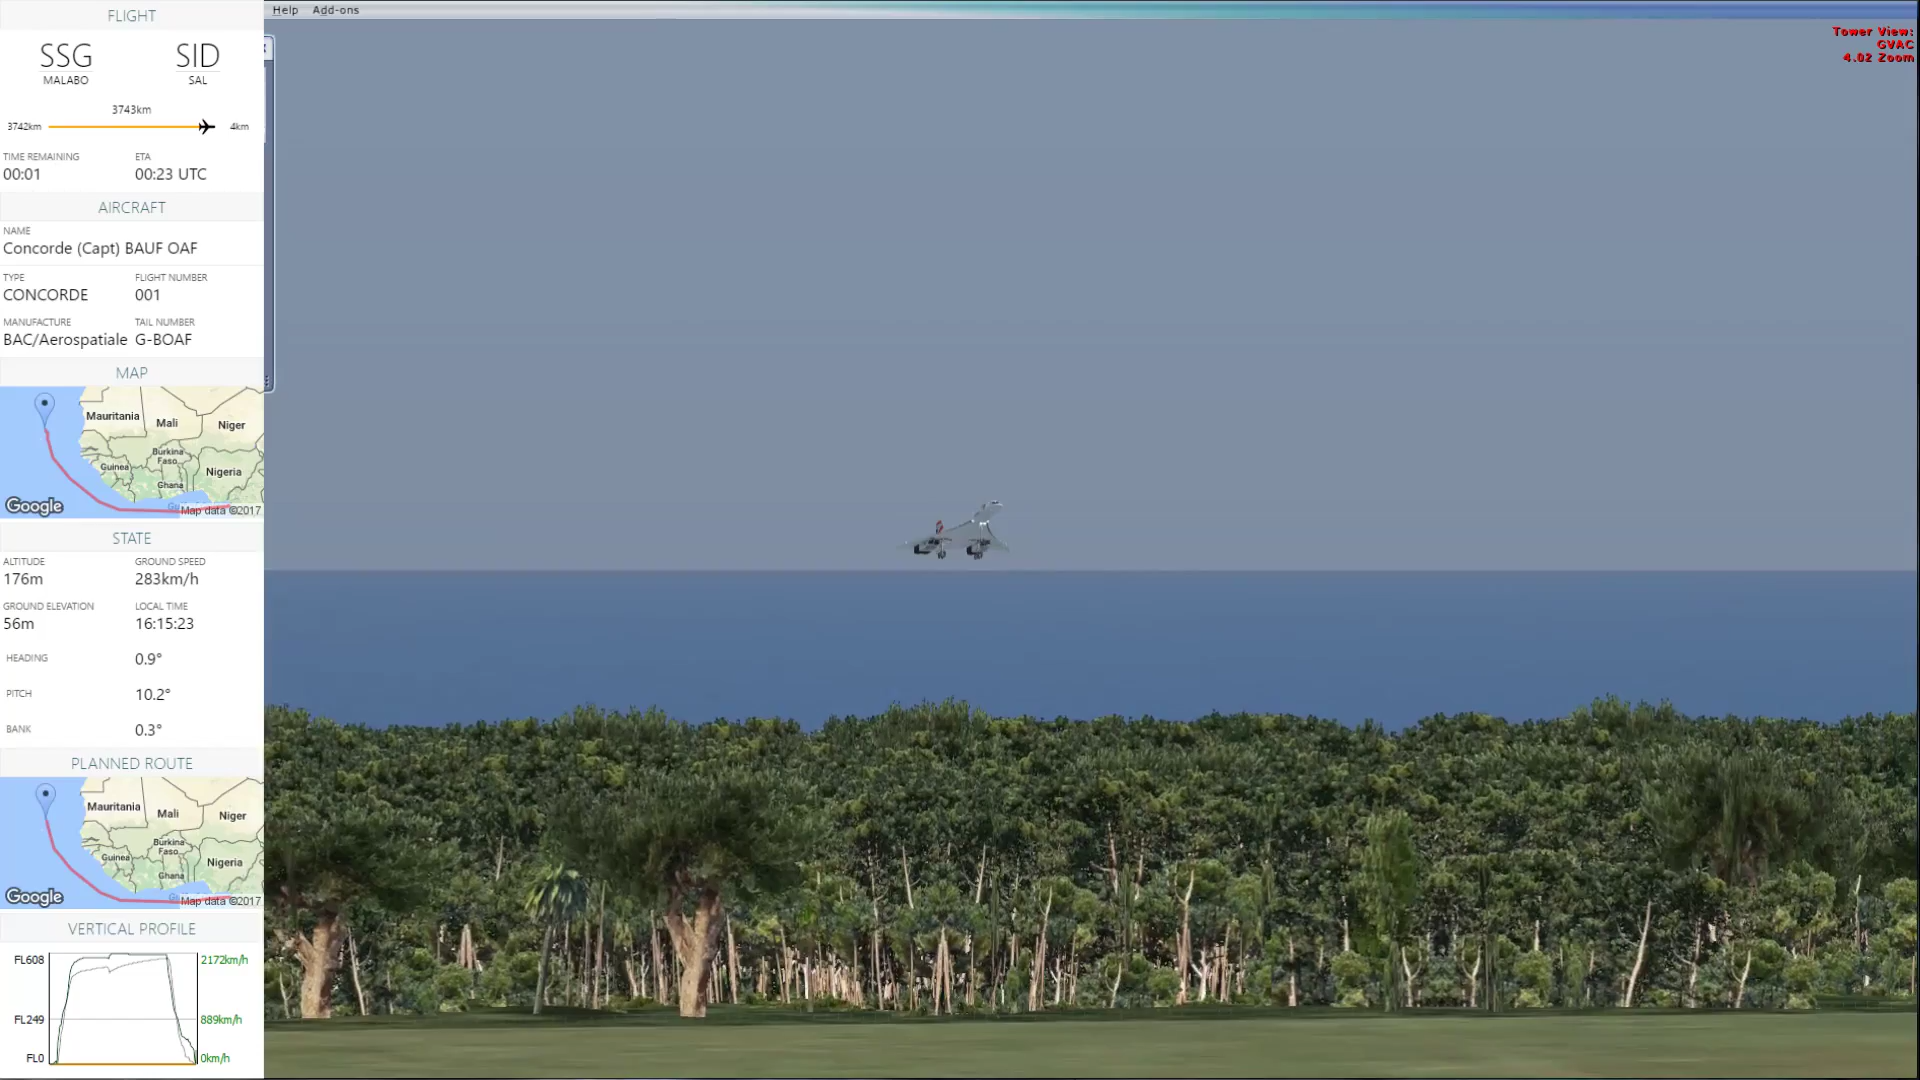 Help Add-ons
Tower View:
GVAC
4.02 Zoom
FLIGHT
SSG SID
MALABO SAL
3743km
3742km 4km
TIME REMAINING ETA
00:01 00:23 UTC
AIRCRAFT
NAME
Concorde (Capt) BAUF OAF
TYPE FLIGHT NUMBER
CONCORDE 001
MANUFACTURE TAIL NUMBER
BAC/Aerospatiale G-BOAF
MAP
Mauritania
Mali
Niger
Burkina
Faso
Guinea
Nigeria
Ghana
Google
Map data ©2017
STATE
ALTITUDE GROUND SPEED
176m 283km/h
GROUND ELEVATION LOCAL TIME
56m 16:15:23
HEADING 0.9°
PITCH 10.2°
BANK 0.3°
PLANNED ROUTE
Mauritania
Mali
Niger
Burkina
Faso
Guinea
Nigeria
Ghana
Google
Map data ©2017
VERTICAL PROFILE
FL608 2172km/h
FL249 889km/h
FL0 0km/h